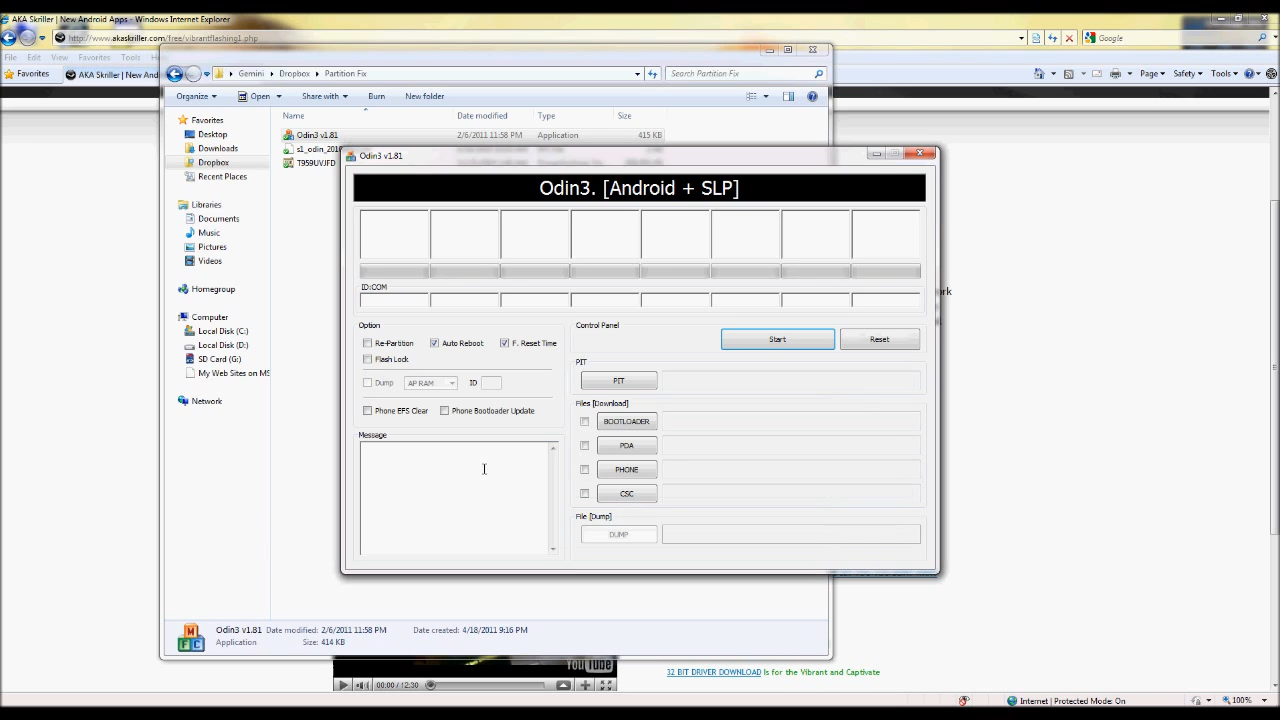 AKA Skriller | New Android Apps - Windows Internet Explorer
http://www.akaskriller.com/free/vibrantflashing1.php
Google
File Edit View Favorites Tools
Favorites
AKA Skriller | New And
Page Safety Tools
Gemini Dropbox Partition Fix
Search Partition Fix
Organize Open Share with Burn New folder
Name Date modified Type Size
Favorites
Desktop
Downloads
Dropbox
Recent Places
Libraries
Documents
Music
Pictures
Videos
Homegroup
Computer
Local Disk (C:)
Local Disk (D:)
SD Card (G:)
My Web Sites on MS
Network
Odin3 v1.81 2/6/2011 11:58 PM Application 415 KB
s1_odin_20
T959UVJFD
Odin3 v1.81
Odin3. [Android + SLP]
ID:COM
Option
Re-Partition Auto Reboot F. Reset Time
Flash Lock
Dump AP RAM ID
Phone EFS Clear Phone Bootloader Update
Message
Control Panel
Start Reset
PIT
PIT
Files [Download]
BOOTLOADER
PDA
PHONE
CSC
File [Dump]
DUMP
ork
Odin3 v1.81 Date modified: 2/6/2011 11:58 PM Date created: 4/18/2011 9:16 PM
Application Size: 414 KB
YouTube
00:00 / 12:30
32 BIT DRIVER DOWNLOAD Is for the Vibrant and Captivate
Internet | Protected Mode: On
100%